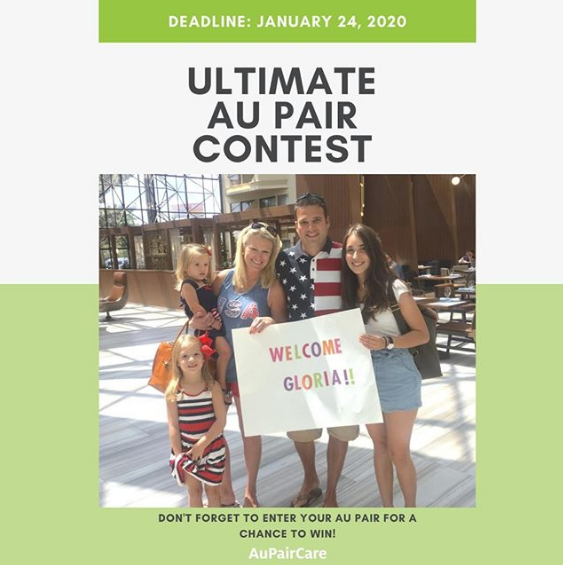 DEADLINE: JANUARY 24, 2020
ULTIMATE
AU PAIR
CONTEST
USA
WELCOME
GLORIA!!
DON'T FORGET TO ENTER YOUR AU PAIR FOR A
CHANCE TO WIN!
AuPairCare